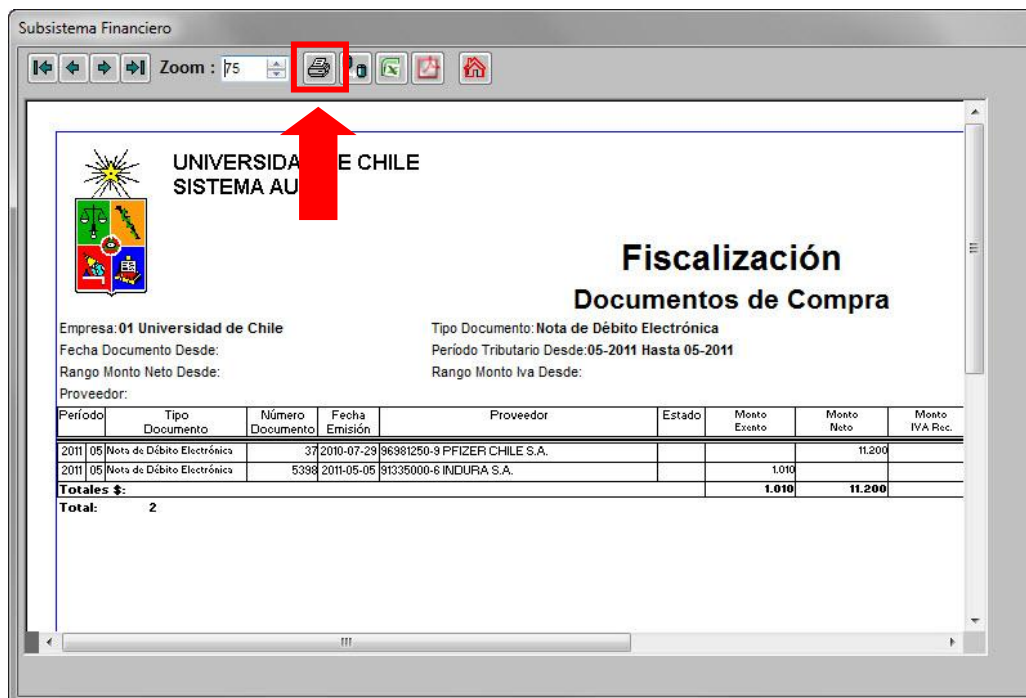 Subsistema Financiero
Zoom : 75
UNIVERSIDA E CHILE
SISTEMA AU
Fiscalización
Documentos de Compra
Empresa:01 Universidad de Chile Tipo Documento:Nota de Débito Electrónica
Fecha Documento Desde: Período Tributario Desde:05-2011 Hasta 05-2011
Rango Monto Neto Desde: Rango Monto Iva Desde:
Proveedor:
Período Tipo Documento Número Documento Fecha Emisión Proveedor Estado Monto Exento Monto Neto Monto IVA Rec.
2011 05 Nota de Débito Electrónica 37 2010-07-29 96981250-9 PFIZER CHILE S.A. 11.200
2011 05 Nota de Débito Electrónica 5398 2011-05-05 91335000-6 INDURA S.A. 1.010
Totales $: 1.010 11.200
Total: 2